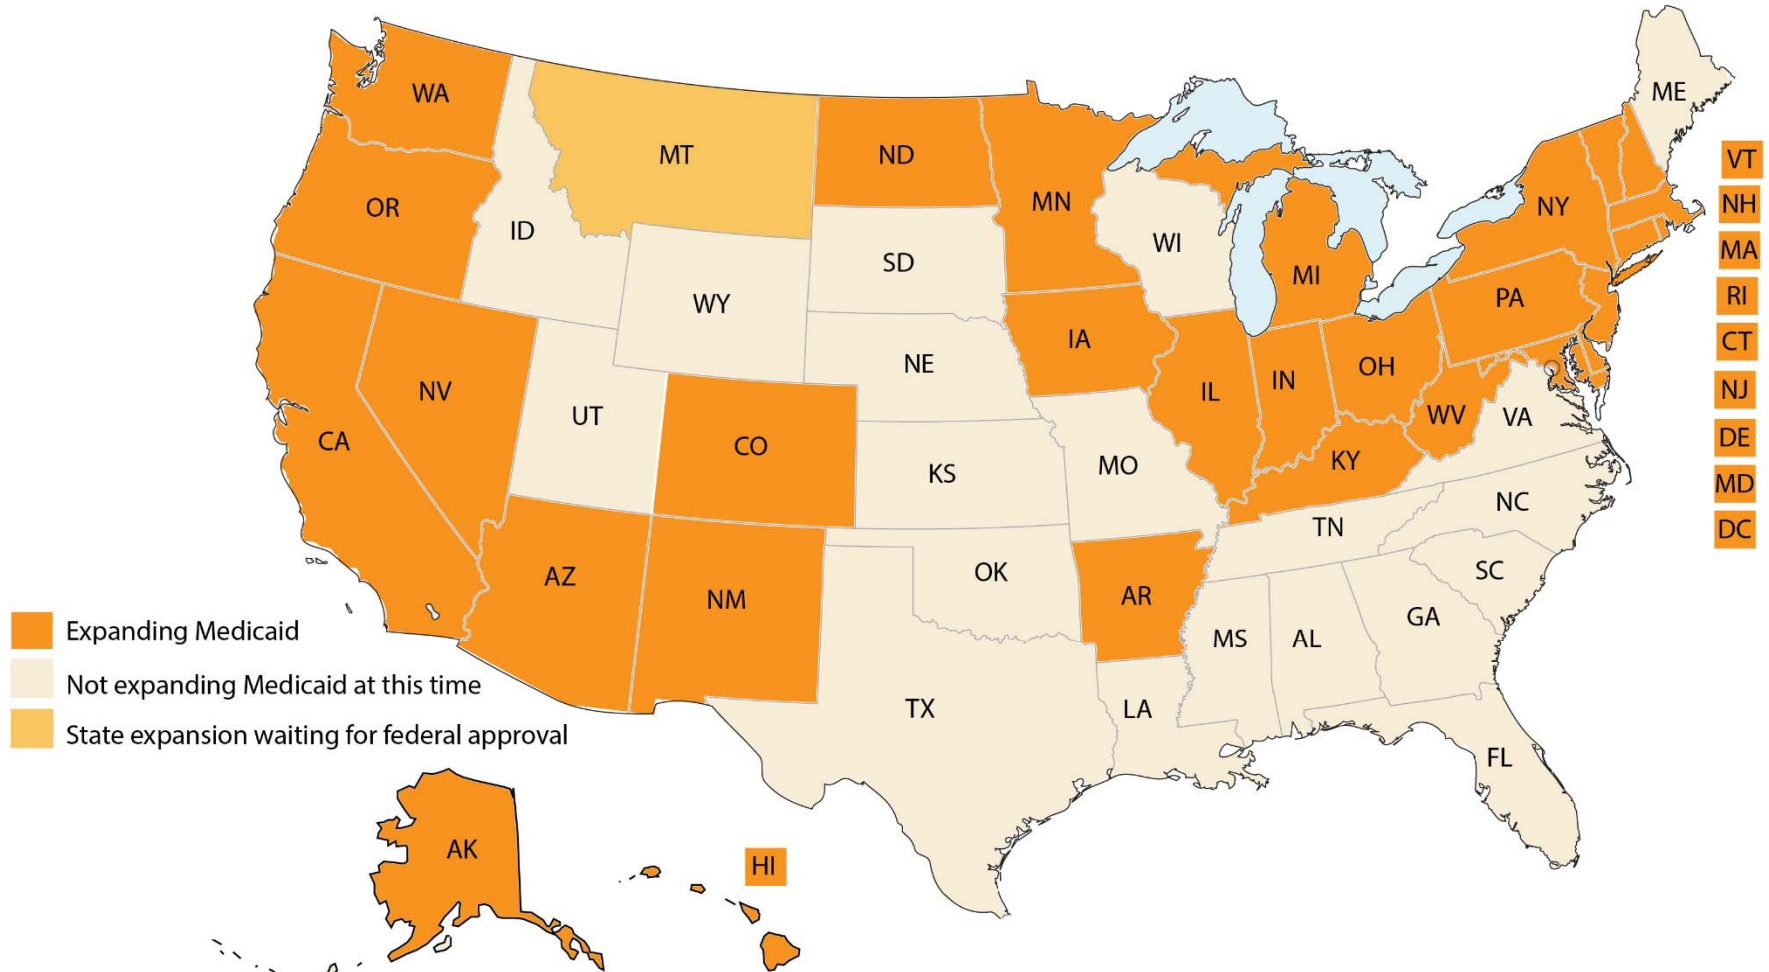 WA
MT
ND
MN
ME
VT
OR
ID
SD
WI
MI
NY
NH
MA
WY
NE
IA
PA
RI
NV
UT
CO
IL
IN
OH
WV
VA
CT
NJ
CA
KS
MO
KY
DE
AZ
NM
OK
AR
TN
NC
MD
DC
SC
MS
AL
GA
TX
LA
FL
Expanding Medicaid
Not expanding Medicaid at this time
State expansion waiting for federal approval
AK
HI